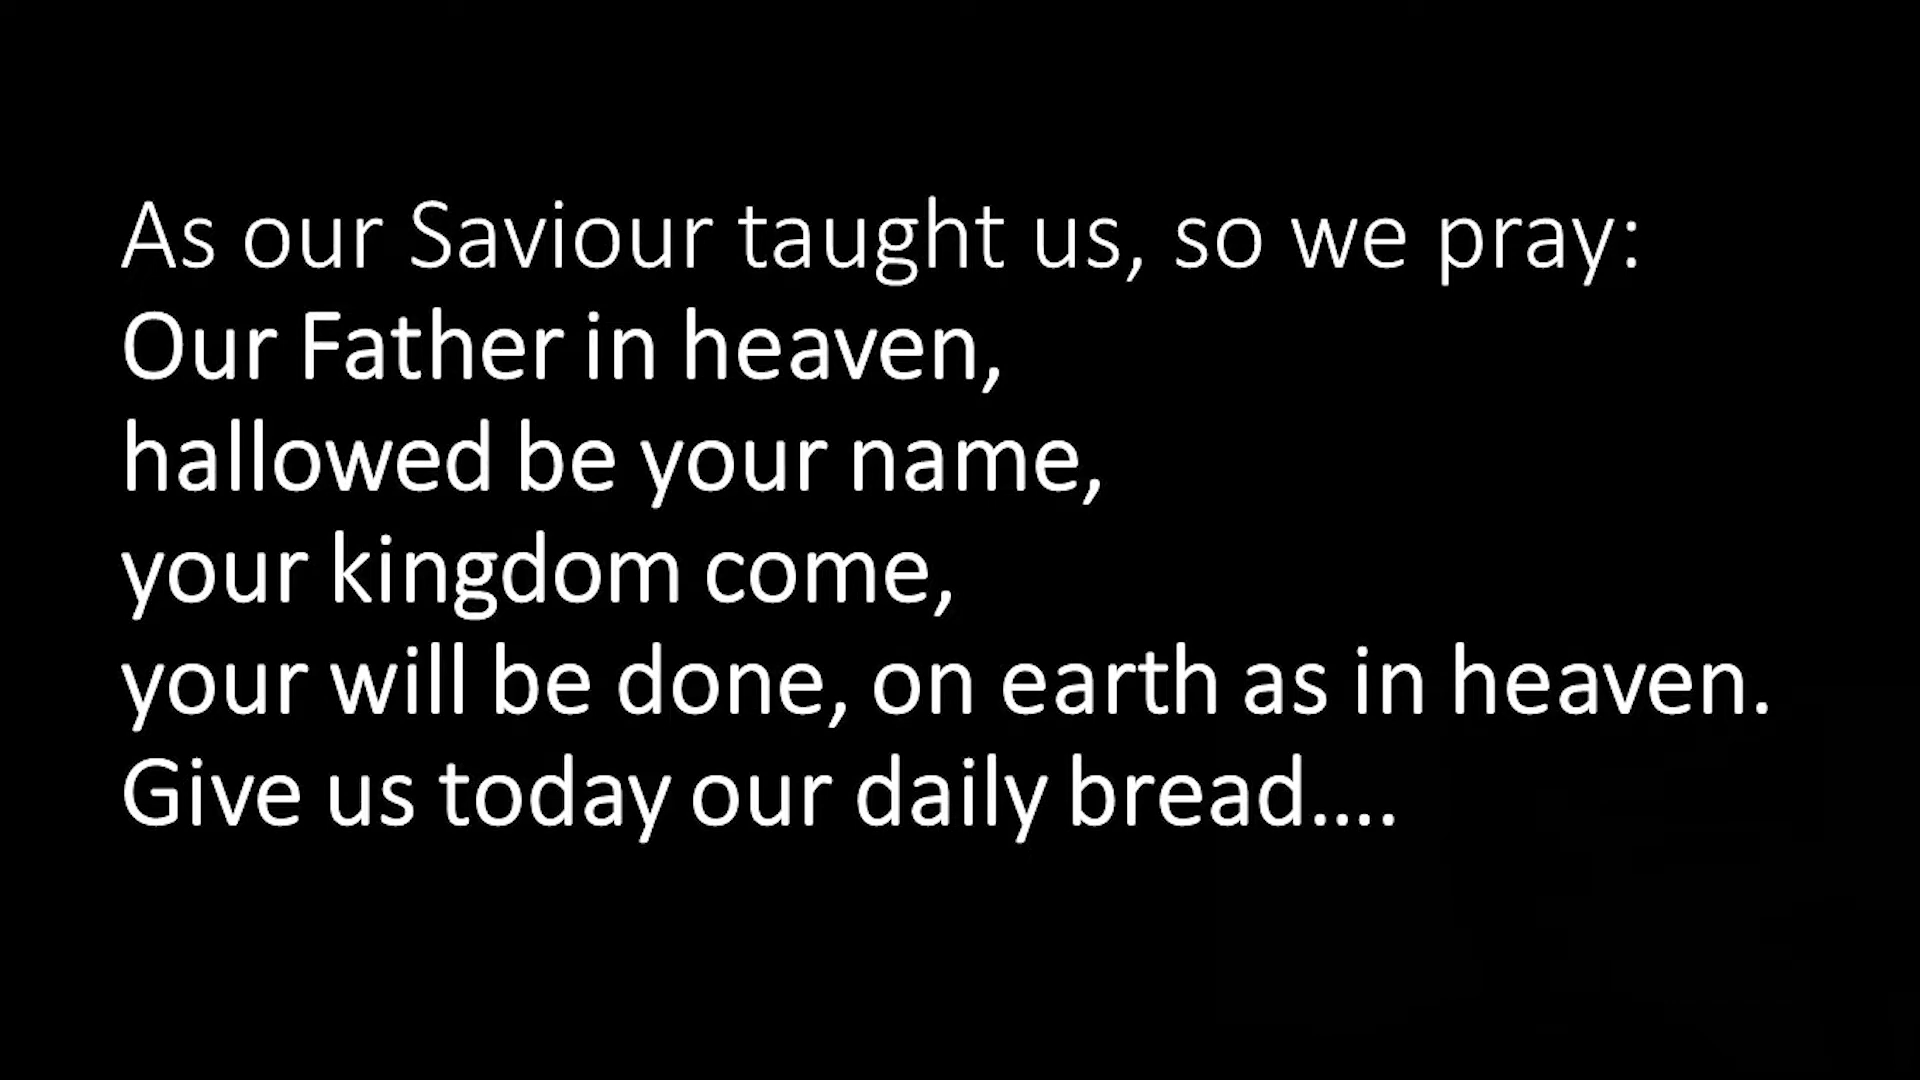 As our Saviour taught us, so we pray:
Our Father in heaven,
hallowed be your name,
your kingdom come,
your will be done, on earth as in heaven.
Give us today our daily bread....